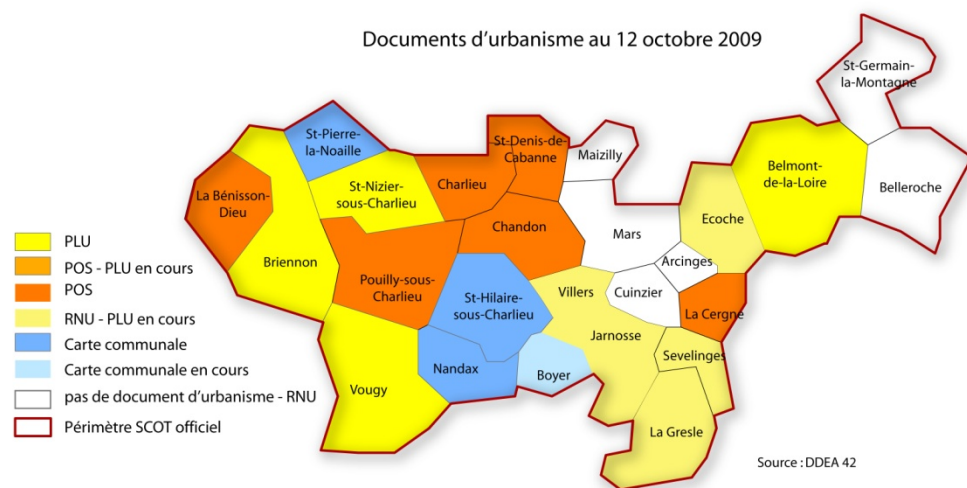 Documents d'urbanisme au 12 octobre 2009
St-Germain-
la-Montagne
St-Pierre-
la-Noaille
St-Denis-de-
Cabanne
Maizilly
Belmont-
de-la-Loire
Belleroche
La Bénisson-
Dieu
St-Nizier-
sous-Charlieu
Charlieu
Chandon
Mars
Ecoche
Arcinges
Briennon
Pouilly-sous-
Charlieu
St-Hilaire-
sous-Charlieu
Villers
Cuinzier
La Cergne
Jarnosse
Sevelinges
Vougy
Nandax
Boyer
La Gresle
PLU
POS - PLU en cours
POS
RNU - PLU en cours
Carte communale
Carte communale en cours
pas de document d'urbanisme - RNU
Périmètre SCOT officiel
Source : DDEA 42